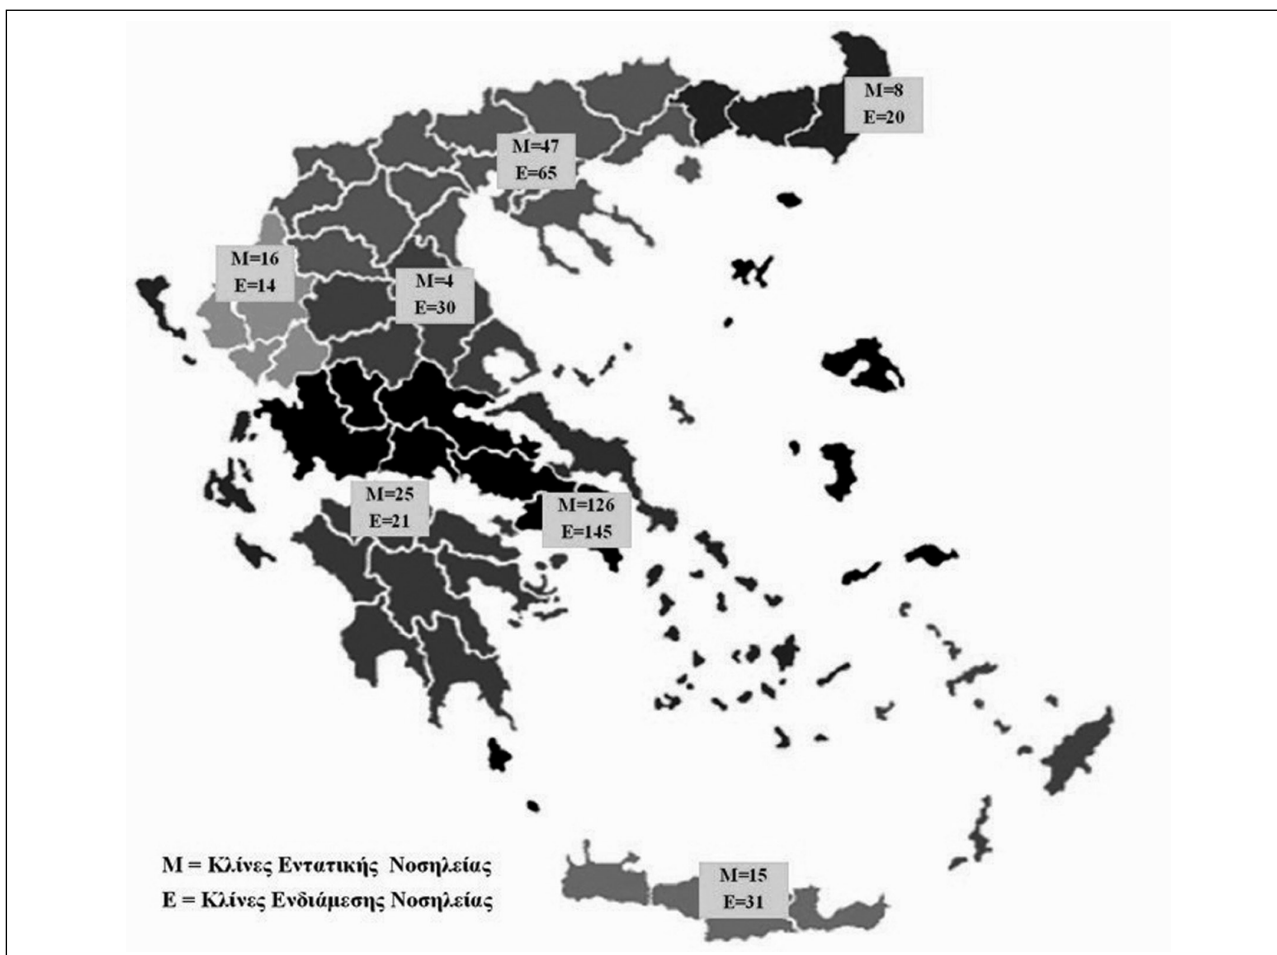 M=8
E=20
M=47
E=65
M=16
E=14
M=4
E=30
M=25
E=21
M=126
E=145
M = Κλίνες Εντατικής Νοσηλείας
E = Κλίνες Ενδιάμεσης Νοσηλείας
M=15
E=31